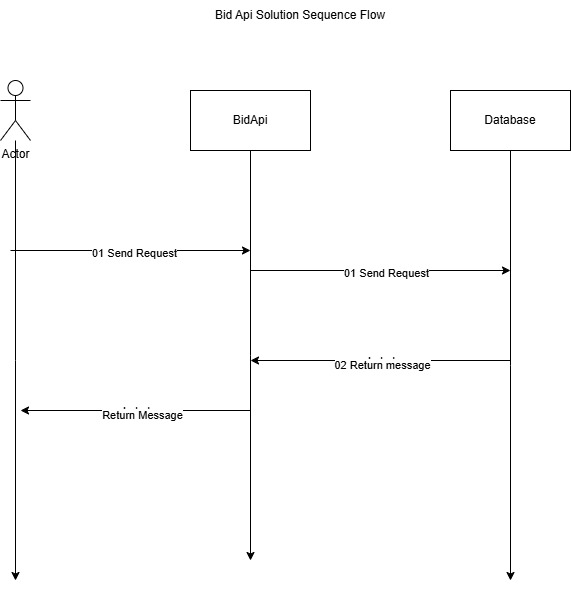 Bid Api Solution Sequence Flow
BidApi
Database
Actor
01 Send Request
01 Send Request
02 Return message
Return Message